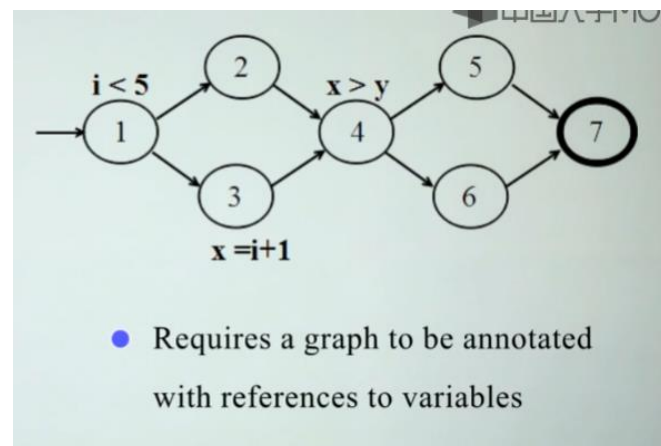 i < 5
2
x > y
5
1
4
7
3
6
x =i+1
Requires a graph to be annotated
with references to variables